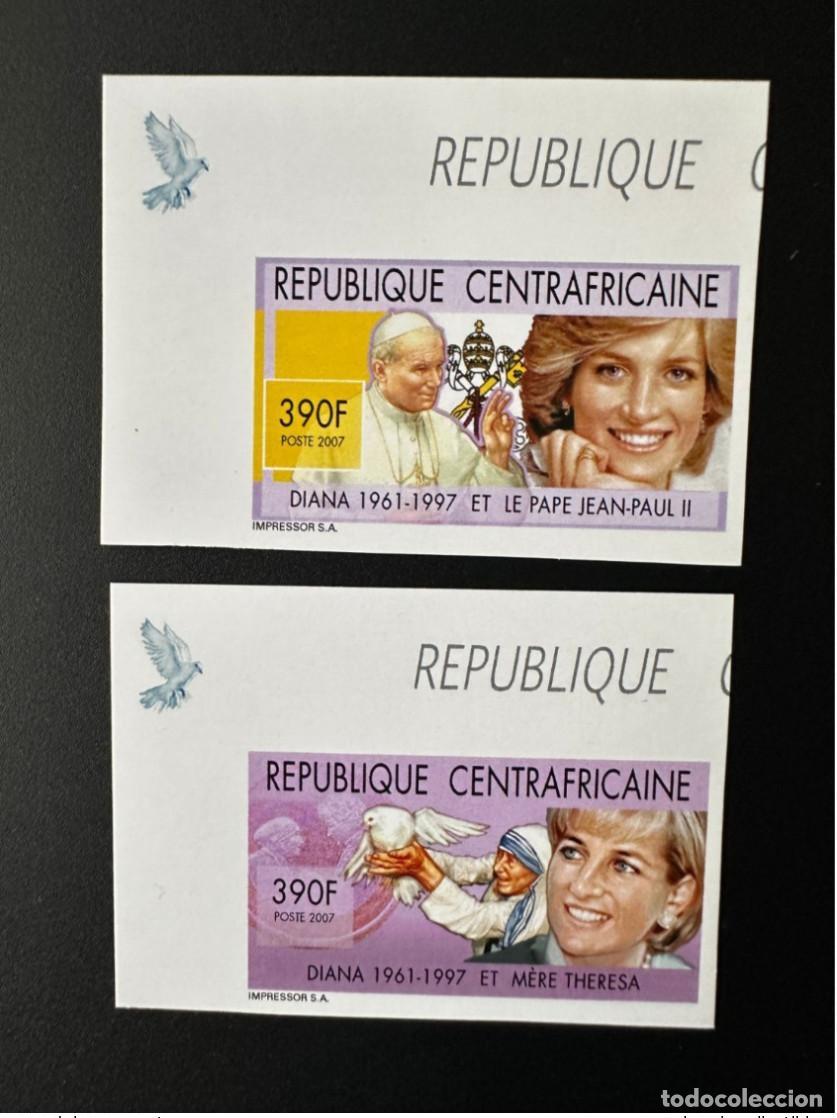 REPUBLIQUE
REPUBLIQUE CENTRAFRICAINE
390F
POSTE 2007
DIANA 1961-1997 ET LE PAPE JEAN-PAUL II
IMPRESSOR S.A.
REPUBLIQUE
REPUBLIQUE CENTRAFRICAINE
390F
POSTE 2007
DIANA 1961-1997 ET MÈRE THERESA
IMPRESSOR S.A.
todocoleccion